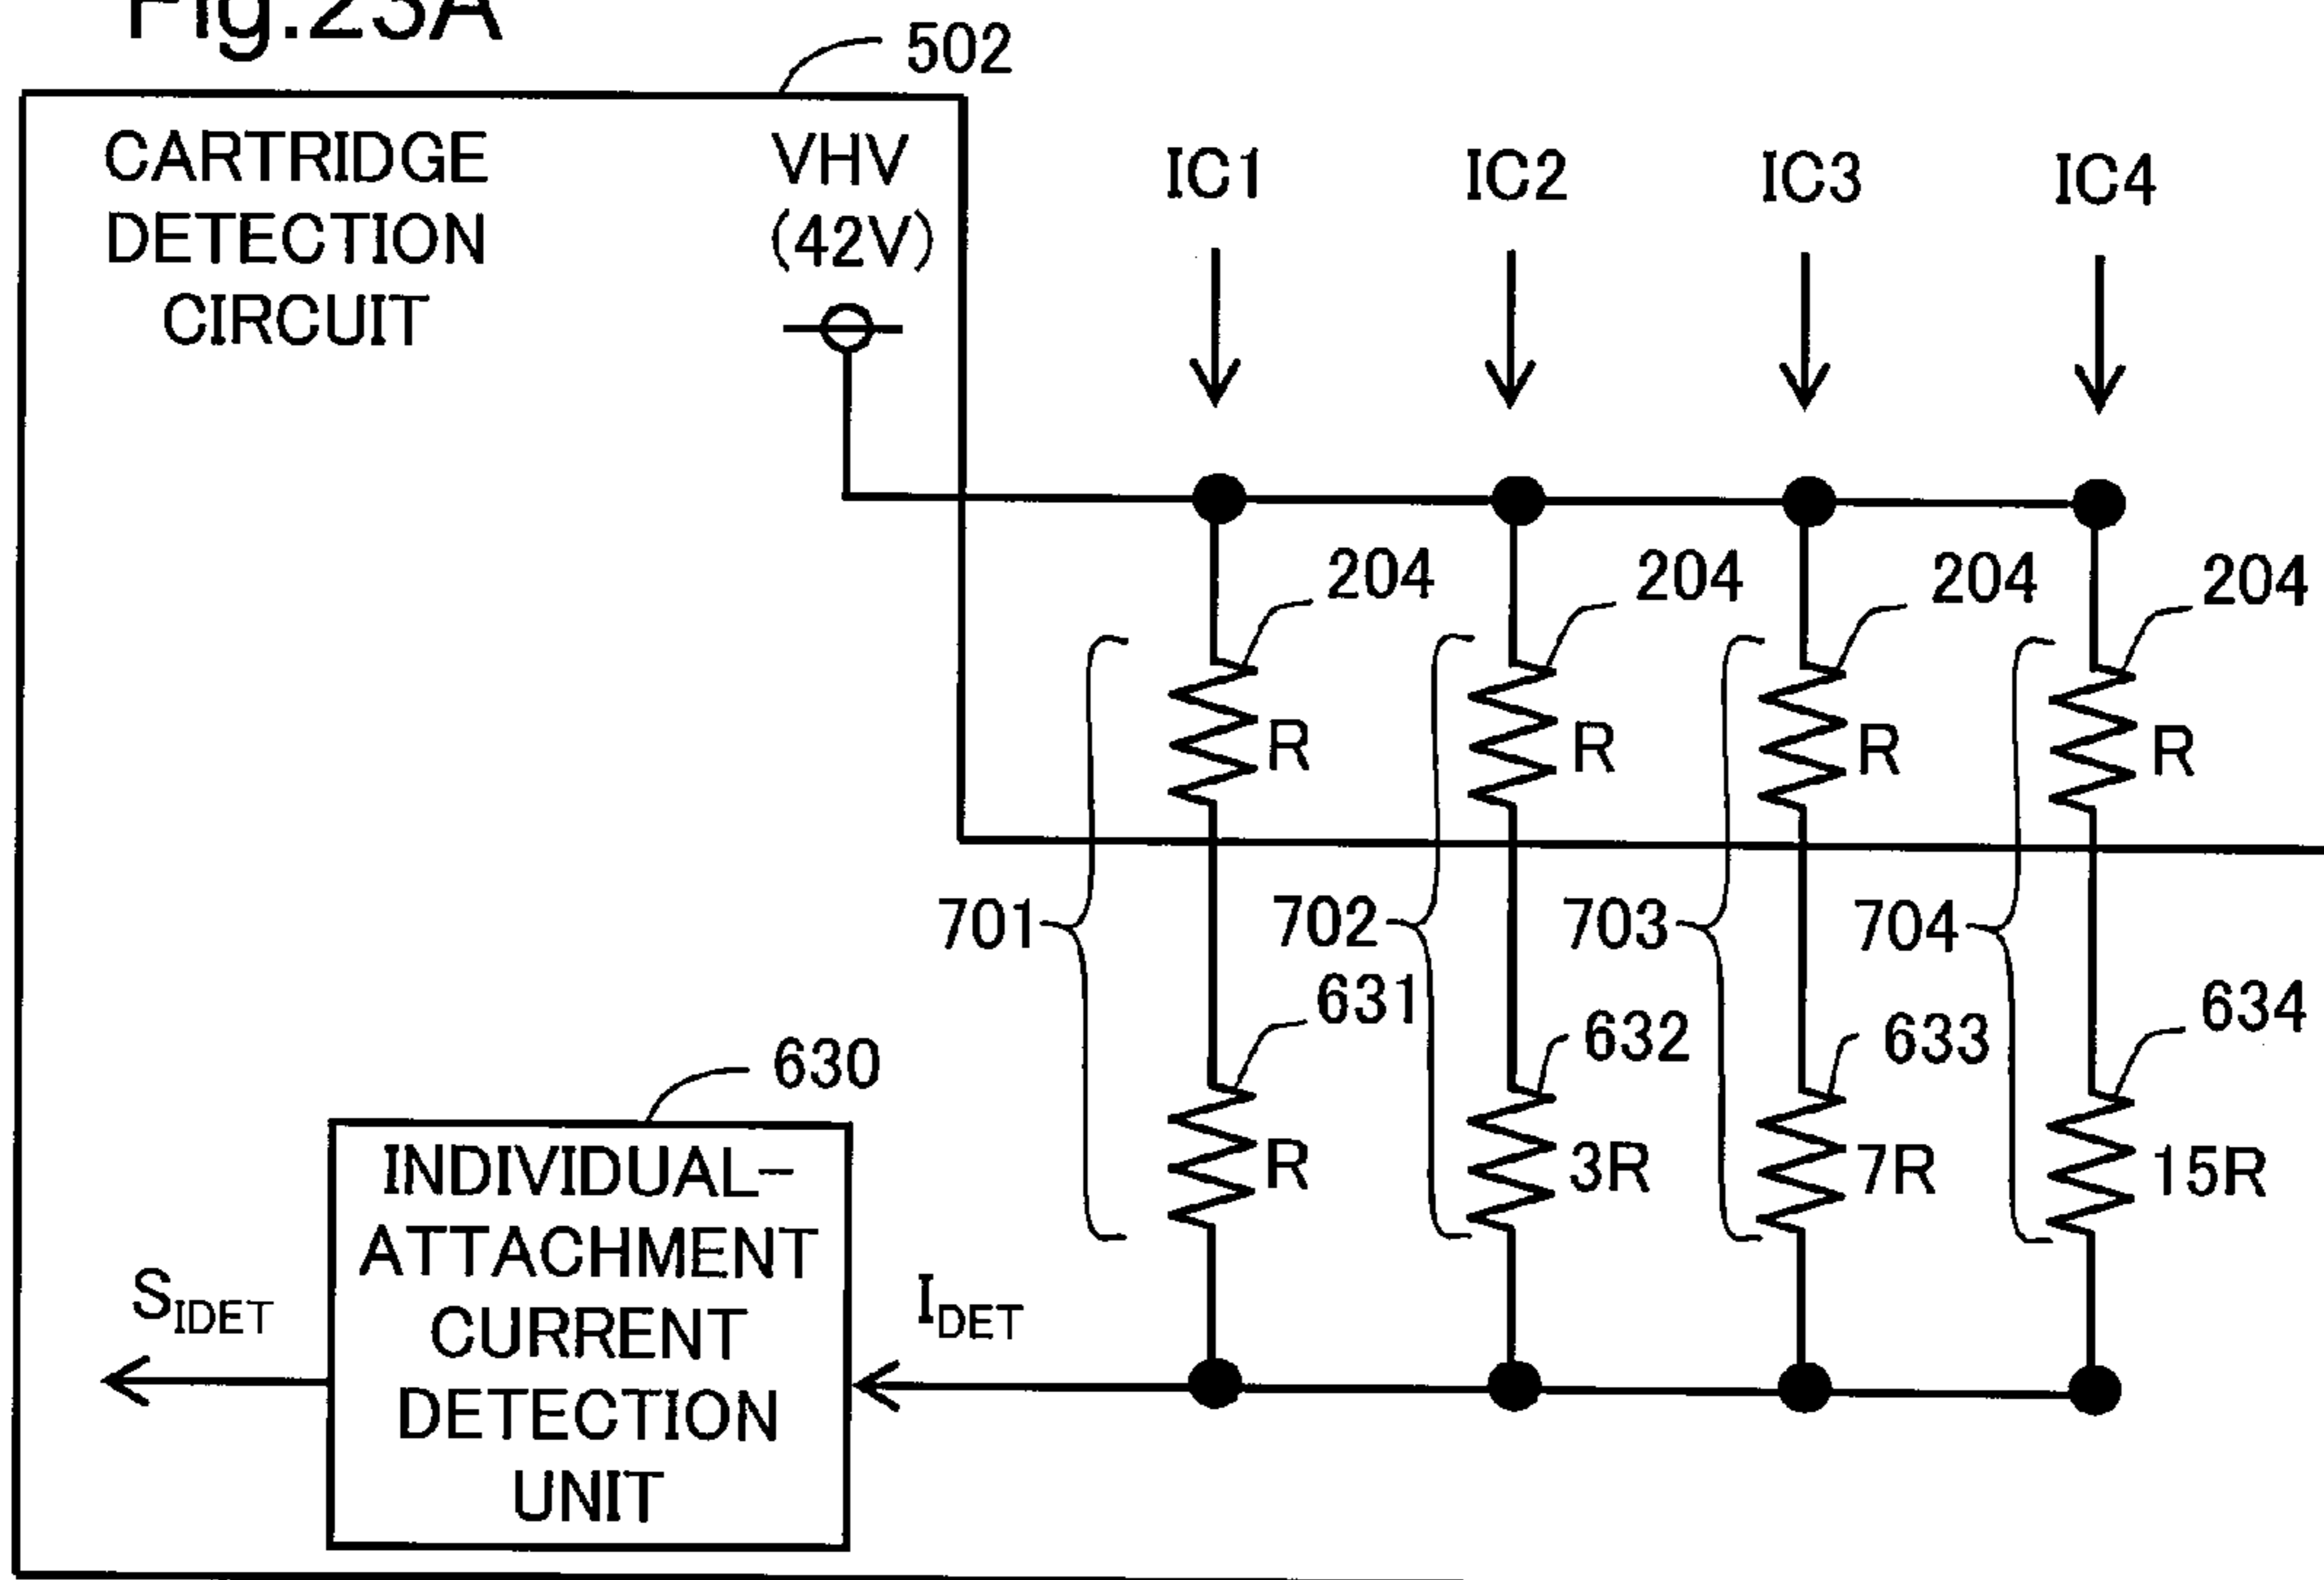 Fig.23A
502
CARTRIDGE
DETECTION
CIRCUIT
VHV
(42V)
IC1
IC2
IC3
IC4
204
204
204
204
R
R
R
R
701
702
703
704
631
632
633
634
R
3R
7R
15R
630
INDIVIDUAL-
ATTACHMENT
CURRENT
DETECTION
UNIT
SIDET
IDET